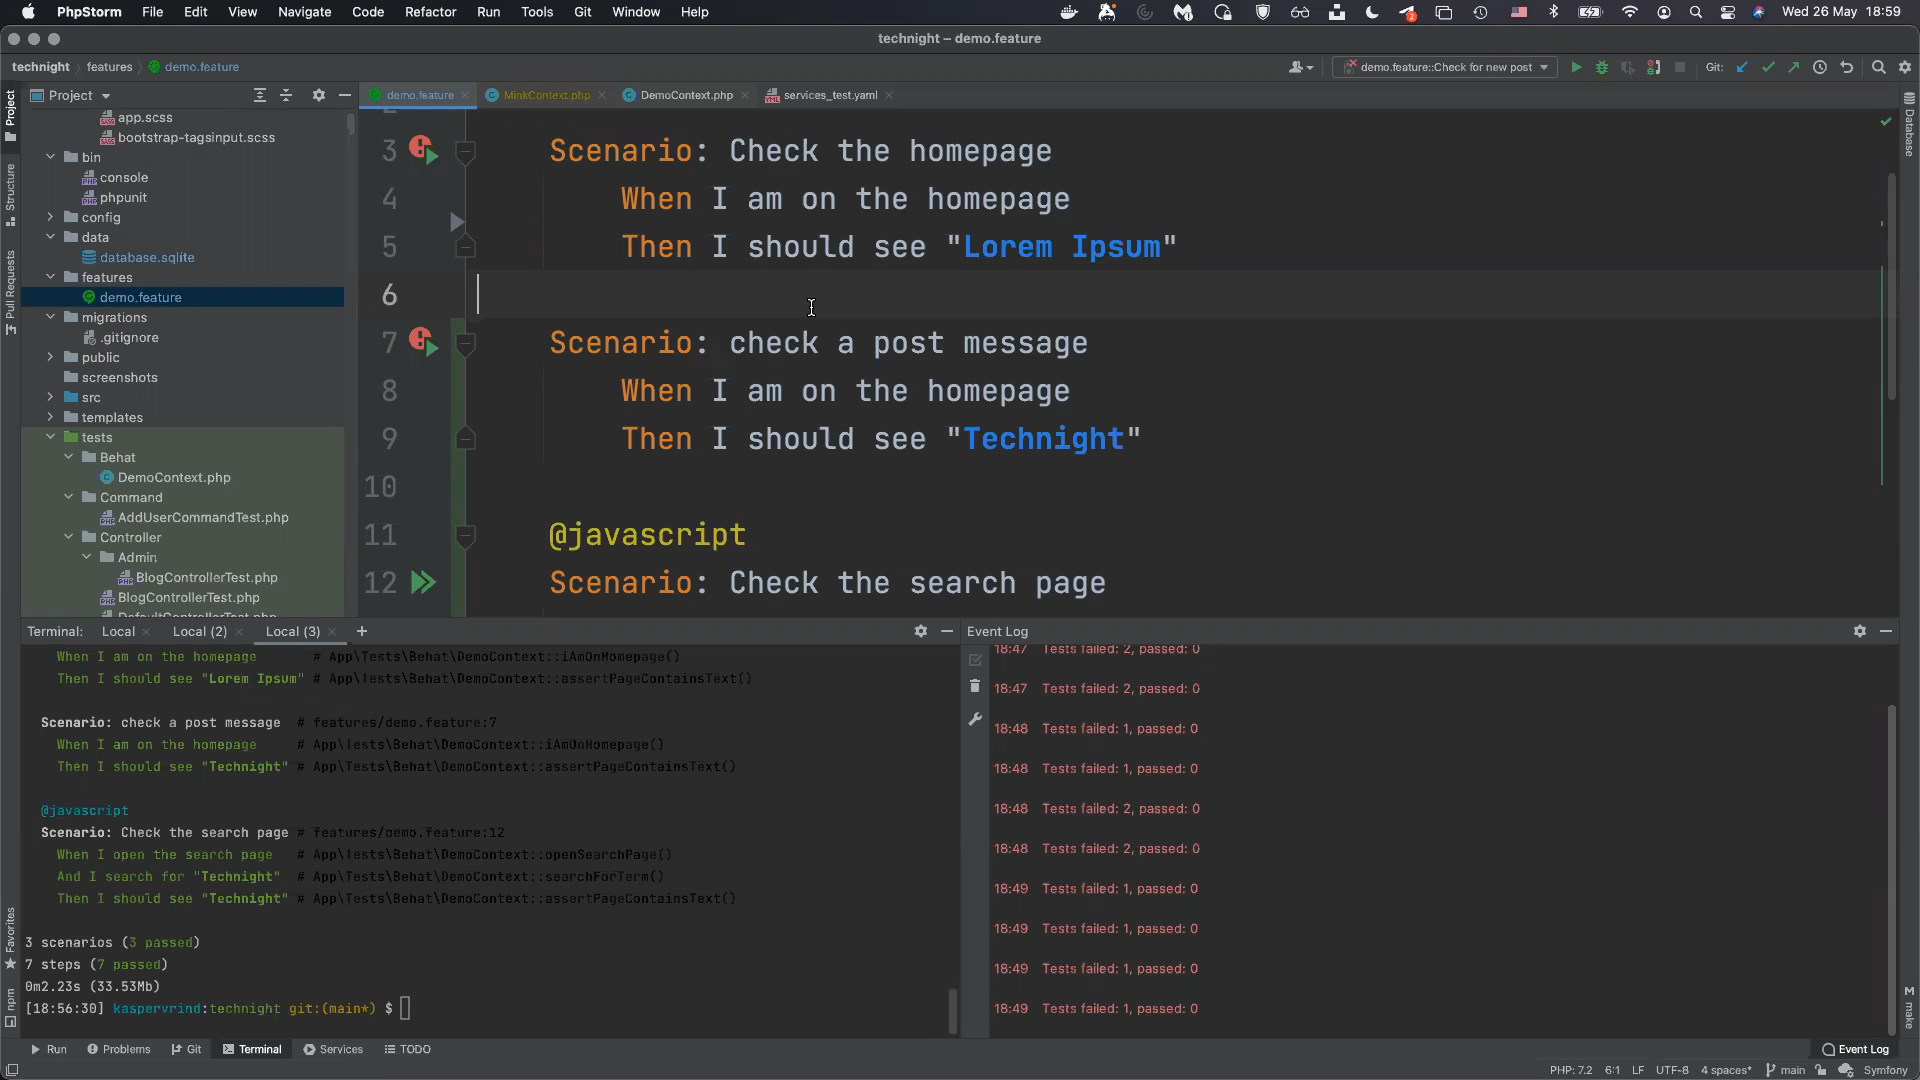 PhpStorm File Edit View Navigate Code Refactor Run Tools Git Window Help
2 Wed 26 May 18:59
technight – demo.feature
technight features demo.feature
demo.feature::Check for new post Git:
Project
demo.feature MinkContext.php DemoContext.php services_test.yaml
Project
Structure
Pull Requests
Favorites
npm
Database
make
app.scss
bootstrap-tagsinput.scss
bin
console
phpunit
config
data
database.sqlite
features
demo.feature
migrations
.gitignore
public
screenshots
src
templates
tests
Behat
DemoContext.php
Command
AddUserCommandTest.php
Controller
Admin
BlogControllerTest.php
BlogControllerTest.php
DefaultControllerTest.php
3 Scenario: Check the homepage
4 When I am on the homepage
5 Then I should see "Lorem Ipsum"
6
7 Scenario: check a post message
8 When I am on the homepage
9 Then I should see "Technight"
10
11 @javascript
12 Scenario: Check the search page
Terminal: Local Local (2) Local (3) +
When I am on the homepage # App\Tests\Behat\DemoContext::iAmOnHomepage()
Then I should see "Lorem Ipsum" # App\Tests\Behat\DemoContext::assertPageContainsText()
Scenario: check a post message # features/demo.feature:7
When I am on the homepage # App\Tests\Behat\DemoContext::iAmOnHomepage()
Then I should see "Technight" # App\Tests\Behat\DemoContext::assertPageContainsText()
@javascript
Scenario: Check the search page # features/demo.feature:12
When I open the search page # App\Tests\Behat\DemoContext::openSearchPage()
And I search for "Technight" # App\Tests\Behat\DemoContext::searchForTerm()
Then I should see "Technight" # App\Tests\Behat\DemoContext::assertPageContainsText()
3 scenarios (3 passed)
7 steps (7 passed)
0m2.23s (33.53Mb)
[18:56:30] kaspervrind:technight git:(main*) $
Event Log
18:47 Tests failed: 2, passed: 0
18:47 Tests failed: 2, passed: 0
18:48 Tests failed: 1, passed: 0
18:48 Tests failed: 1, passed: 0
18:48 Tests failed: 2, passed: 0
18:48 Tests failed: 2, passed: 0
18:49 Tests failed: 1, passed: 0
18:49 Tests failed: 1, passed: 0
18:49 Tests failed: 1, passed: 0
18:49 Tests failed: 1, passed: 0
Run Problems Git Terminal Services TODO Event Log
PHP: 7.2 6:1 LF UTF-8 4 spaces* main Symfony